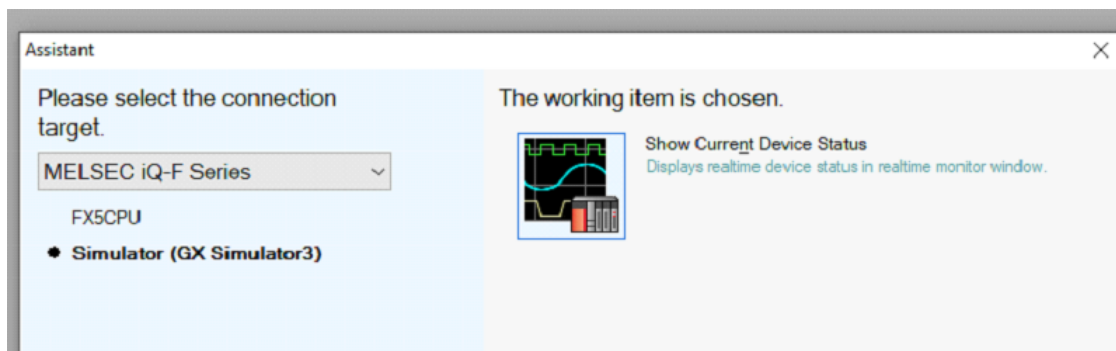 Assistant
Please select the connection
target.
MELSEC iQ-F Series
FX5CPU
Simulator (GX Simulator3)
The working item is chosen.
Show Current Device Status
Displays realtime device status in realtime monitor window.